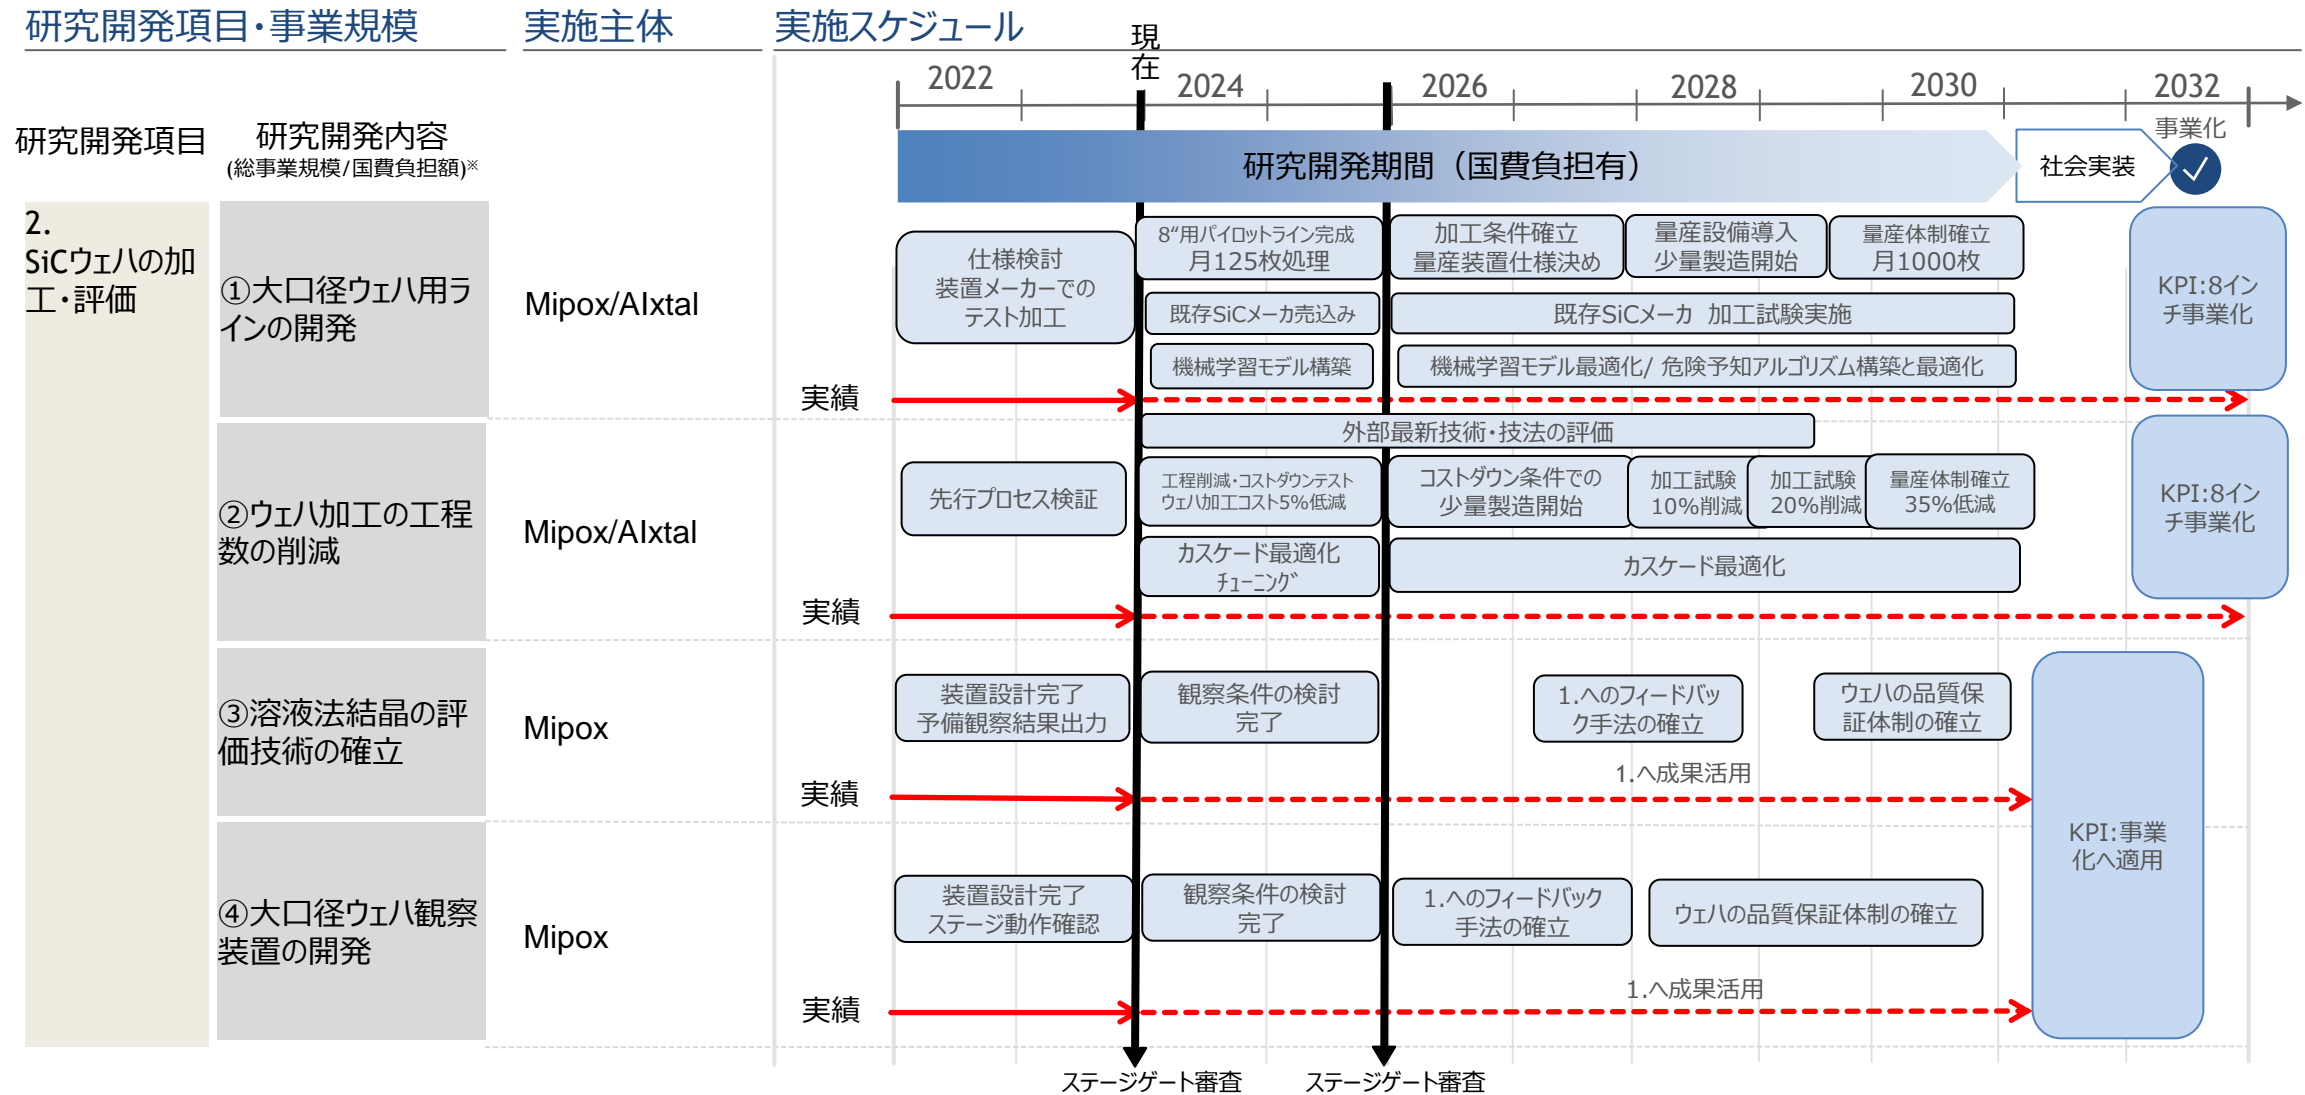 研究開発項目・事業規模
実施主体
実施スケジュール
現
在
2022
2024
2026
2028
2030
2032
研究開発項目
研究開発内容
(総事業規模/国費負担額)※
研究開発期間（国費負担有）
社会実装
事業化
2.
SiCウェハの加
工・評価
①大口径ウェハ用ラ
インの開発
Mipox/AIxtal
仕様検討
装置メーカーでの
テスト加工
8“用パイロットライン完成
月125枚処理
加工条件確立
量産装置仕様決め
量産設備導入
少量製造開始
量産体制確立
月1000枚
既存SiCメーカ売込み
既存SiCメーカ 加工試験実施
機械学習モデル構築
機械学習モデル最適化/ 危険予知アルゴリズム構築と最適化
KPI:8イン
チ事業化
実績
②ウェハ加工の工程
数の削減
Mipox/AIxtal
外部最新技術・技法の評価
先行プロセス検証
工程削減・コストダウンテスト
ウェハ加工コスト5%低減
コストダウン条件での
少量製造開始
加工試験
10%削減
加工試験
20%削減
量産体制確立
35%低減
カスケード最適化
ﾁｭｰﾆﾝｸﾞ
カスケード最適化
KPI:8イン
チ事業化
実績
③溶液法結晶の評
価技術の確立
Mipox
装置設計完了
予備観察結果出力
観察条件の検討
完了
1.へのフィードバッ
ク手法の確立
ウェハの品質保
証体制の確立
1.へ成果活用
実績
KPI:事業
化へ適用
④大口径ウェハ観察
装置の開発
Mipox
装置設計完了
ステージ動作確認
観察条件の検討
完了
1.へのフィードバック
手法の確立
ウェハの品質保証体制の確立
1.へ成果活用
実績
ステージゲート審査
ステージゲート審査